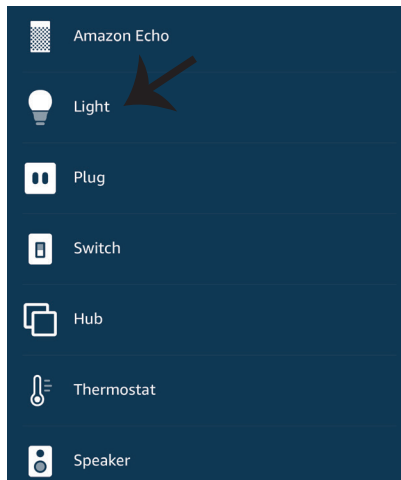 Amazon Echo
Light
Plug
Switch
Hub
Thermostat
Speaker